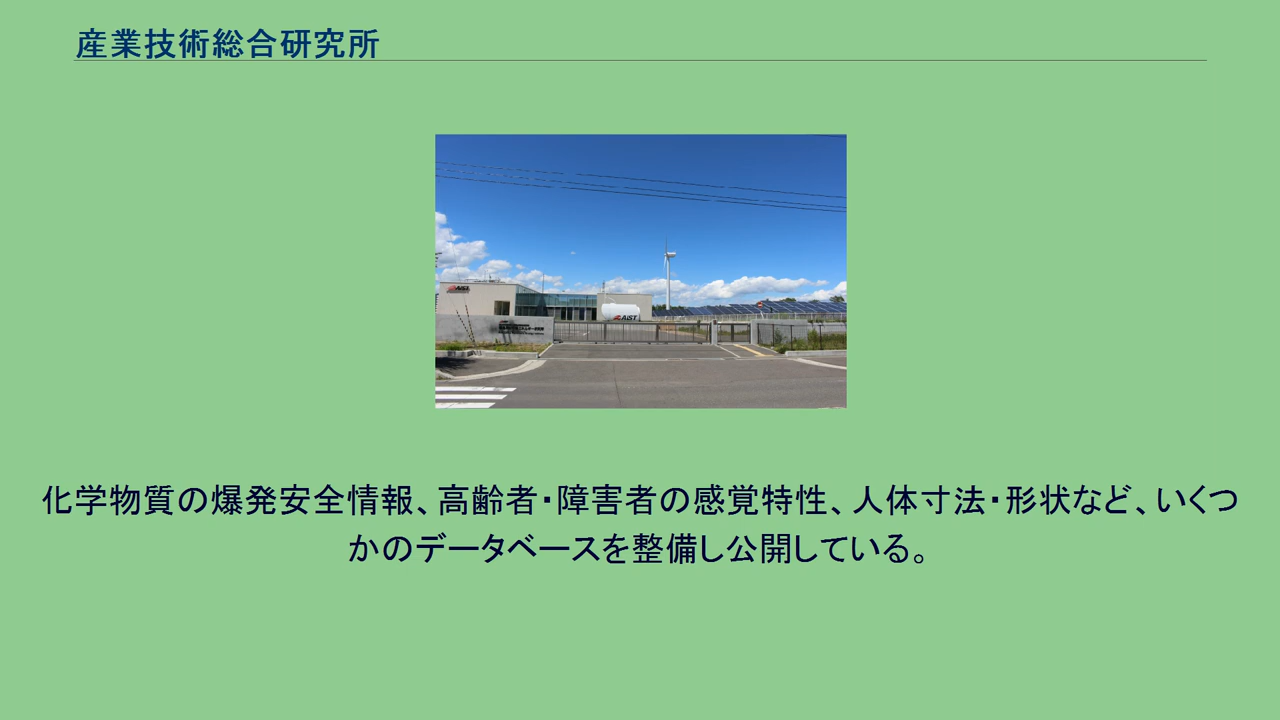 産業技術総合研究所
AIST
AIST
化学物質の爆発安全情報、高齢者・障害者の感覚特性、人体寸法・形状など、いくつ
かのデータベースを整備し公開している。